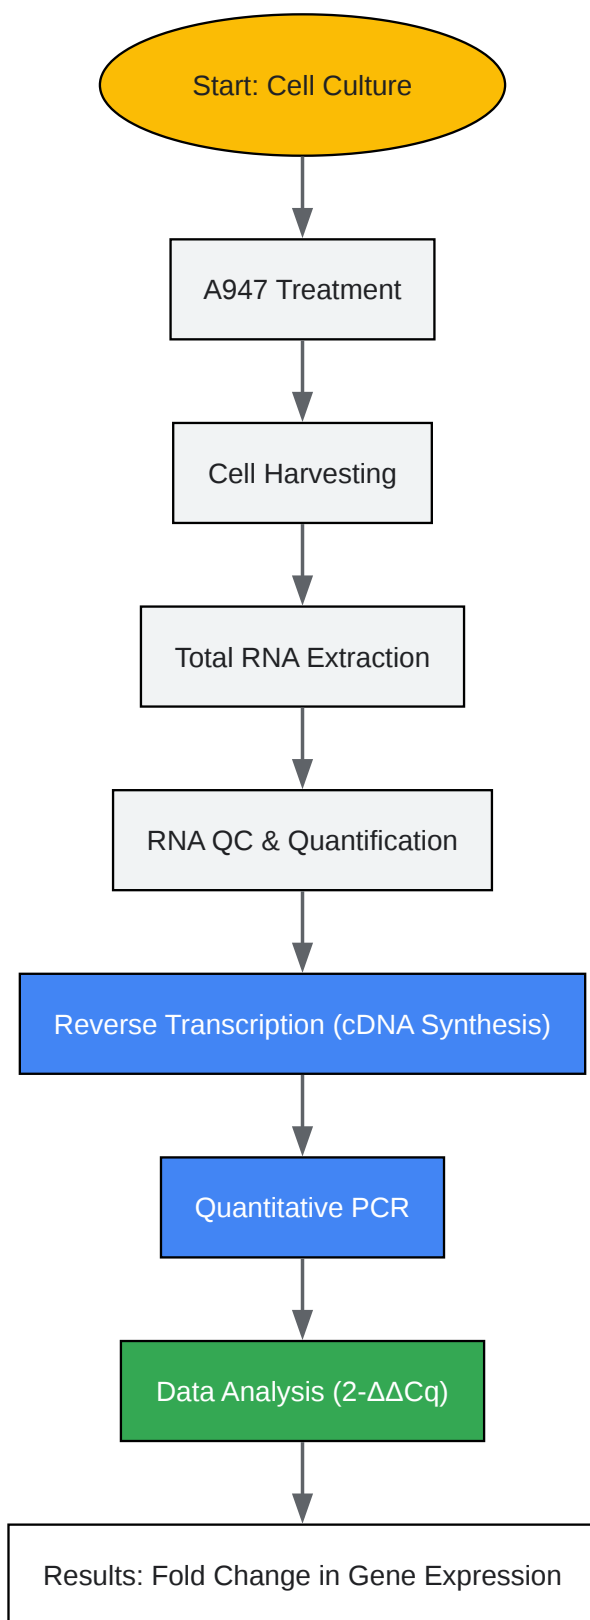 Start: Cell Culture
A947 Treatment
Cell Harvesting
Total RNA Extraction
RNA QC & Quantification
Reverse Transcription (cDNA Synthesis)
Quantitative PCR
Data Analysis (2-ΔΔCq)
Results: Fold Change in Gene Expression